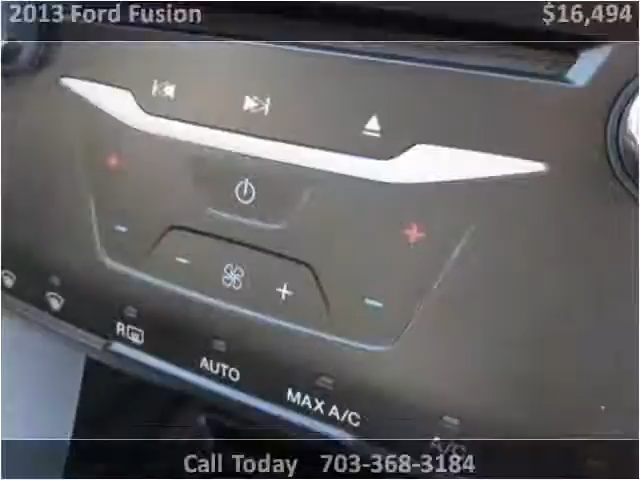 2013 Ford Fusion $16,494
R
AUTO
MAX A/C
A/C
Call Today 703-368-3184